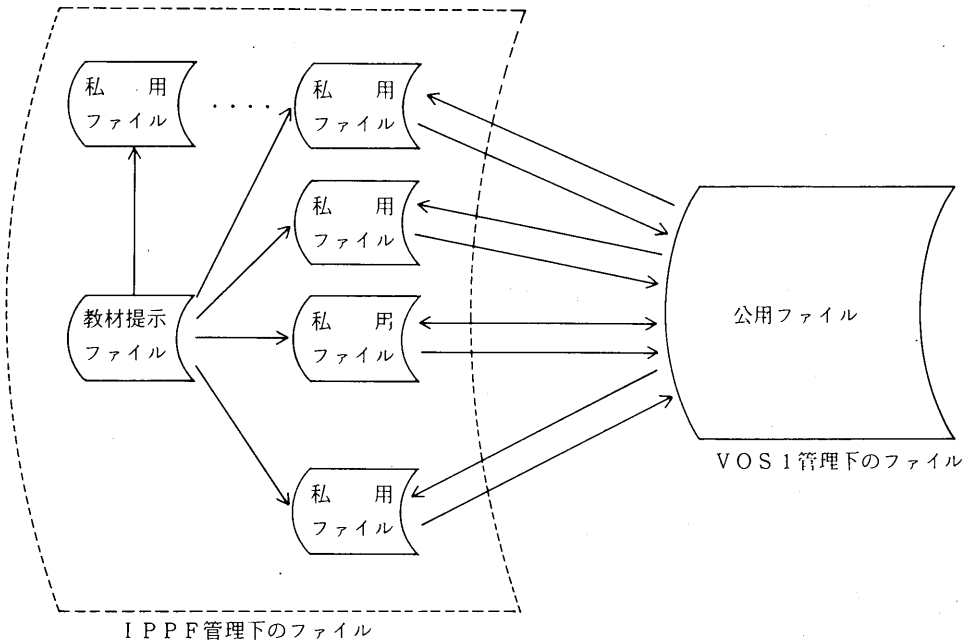 私　　用
ファイル
‥‥
私　　用
ファイル
私　　用
ファイル
教材提示
ファイル
私　　用
ファイル
公用ファイル
私　　用
ファイル
ＶＯＳ１管理下のファイル
ＩＰＰＦ管理下のファイル